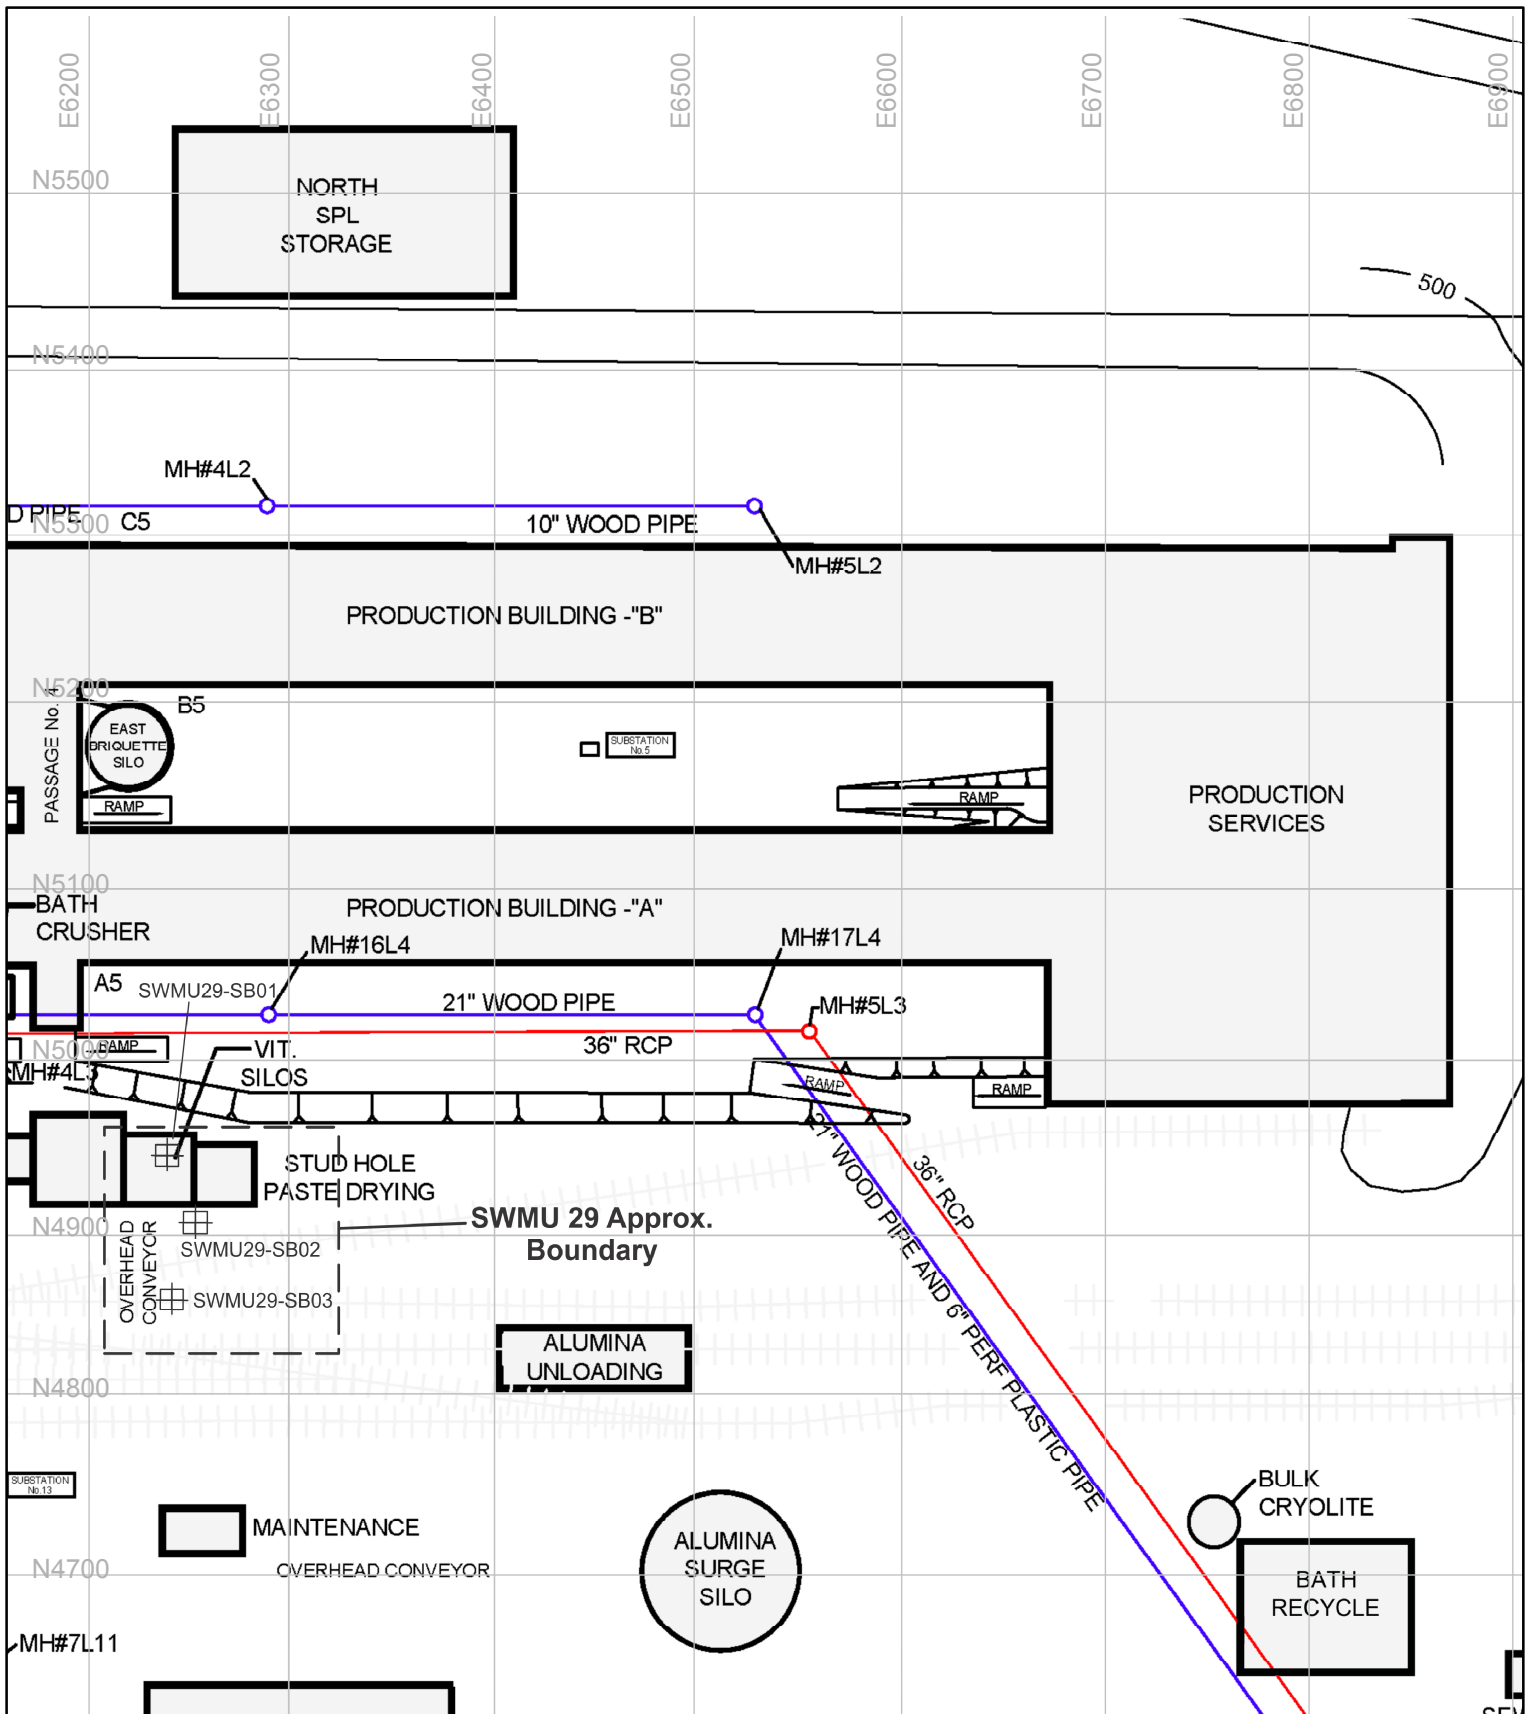 E6200
E6300
E6400
E6500
E6600
E6700
E6800
E6900
N5500
NORTH
SPL
STORAGE
500
N5400
MH#4L2
D PIPE
N5300
C5
10" WOOD PIPE
MH#5L2
PRODUCTION BUILDING -"B"
N5200
B5
PASSAGE No. 4
EAST
BRIQUETTE
SILO
SUBSTATION
No.5
RAMP
RAMP
PRODUCTION
SERVICES
N5100
BATH
CRUSHER
PRODUCTION BUILDING -"A"
MH#16L4
MH#17L4
A5
SWMU29-SB01
21" WOOD PIPE
MH#5L3
36" RCP
N5000
RAMP
VIT.
SILOS
MH#4L3
RAMP
RAMP
21" WOOD PIPE AND 6" PERF PLASTIC PIPE
36" RCP
STUD HOLE
PASTE DRYING
N4900
OVERHEAD
CONVEYOR
SWMU 29 Approx.
Boundary
SWMU29-SB02
SWMU29-SB03
ALUMINA
UNLOADING
N4800
SUBSTATION
No.13
BULK
CRYOLITE
MAINTENANCE
OVERHEAD CONVEYOR
N4700
ALUMINA
SURGE
SILO
BATH
RECYCLE
MH#7L11